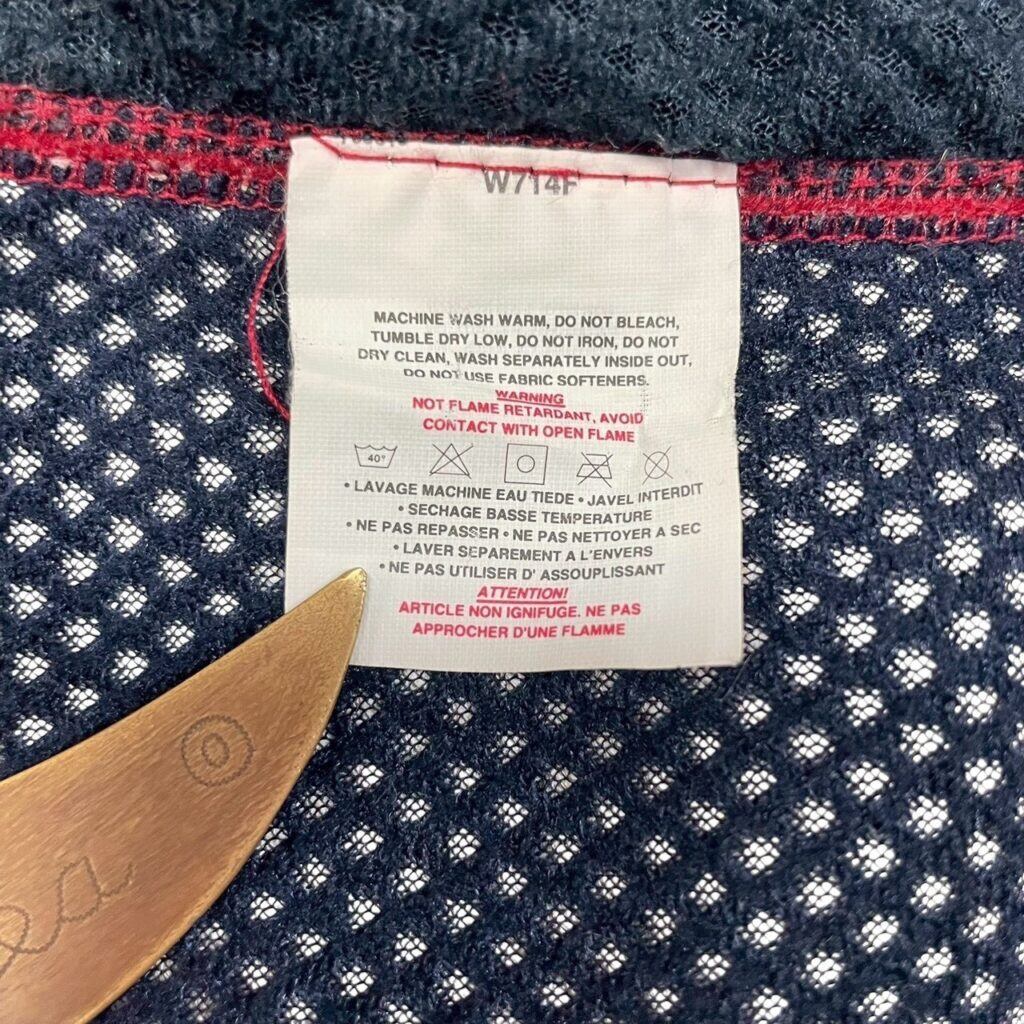 W714F
MACHINE WASH WARM, DO NOT BLEACH,
TUMBLE DRY LOW, DO NOT IRON, DO NOT
DRY CLEAN, WASH SEPARATELY INSIDE OUT,
DO NOT USE FABRIC SOFTENERS.
WARNING
NOT FLAME RETARDANT, AVOID
CONTACT WITH OPEN FLAME
40°
• LAVAGE MACHINE EAU TIEDE • JAVEL INTERDIT
• SECHAGE BASSE TEMPERATURE
• NE PAS REPASSER • NE PAS NETTOYER A SEC
• LAVER SEPAREMENT A L'ENVERS
• NE PAS UTILISER D' ASSOUPLISSANT
ATTENTION!
ARTICLE NON IGNIFUGE. NE PAS
APPROCHER D'UNE FLAMME